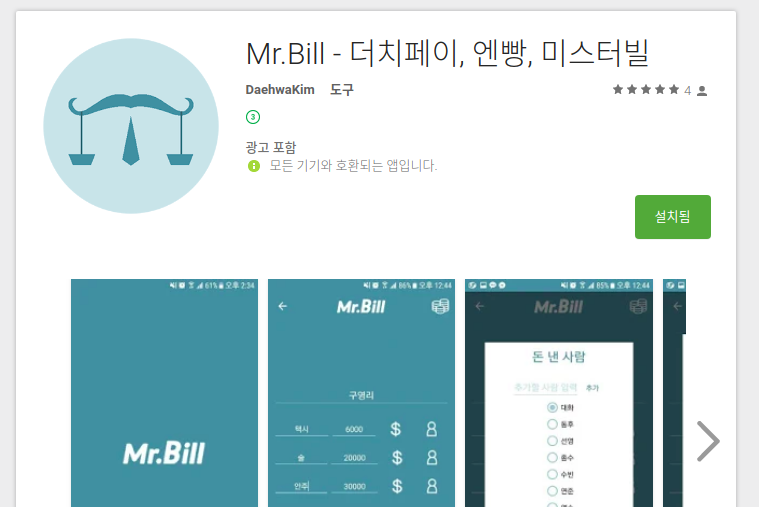 Mr.Bill - 더치페이, 엔빵, 미스터빌
DaehwaKim 도구
4
3
광고 포함
모든 기기와 호환되는 앱입니다.
설치됨
61% 오후 2:34
Mr.Bill
86% 오후 12:44
Mr.Bill
구영리
택시 6000 $
술 20000 $
안주 30000 $
85% 오후 12:44
Mr.Bill
돈 낸 사람
추가할 사람 입력 추가
대화
동후
선영
용수
수빈
연준